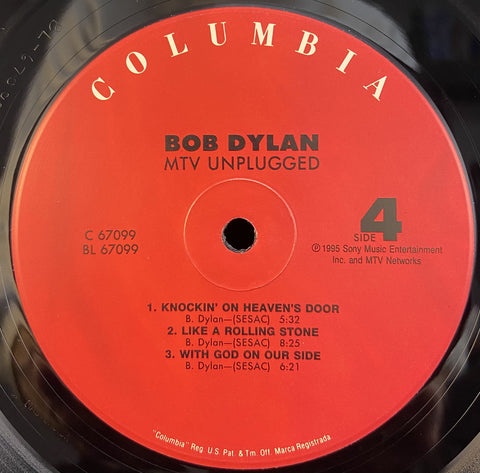 COLUMBIA
BOB DYLAN
MTV UNPLUGGED
C 67099
BL 67099
SIDE 4
℗ 1995 Sony Music Entertainment
Inc. and MTV Networks
1. KNOCKIN' ON HEAVEN'S DOOR
B. Dylan—(SESAC) 5:32
2. LIKE A ROLLING STONE
B. Dylan—(SESAC) 8:25
3. WITH GOD ON OUR SIDE
B. Dylan—(SESAC) 6:21
"Columbia" Reg. U.S. Pat. & Tm. Off. Marca Registrada